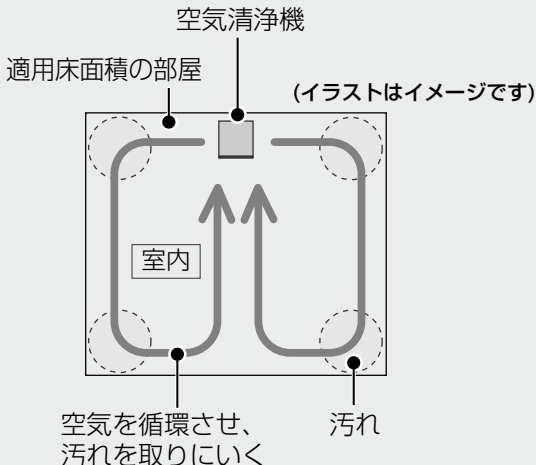 空気清浄機
適用床面積の部屋
(イラストはイメージです)
室内
空気を循環させ、
汚れを取りにいく
汚れ